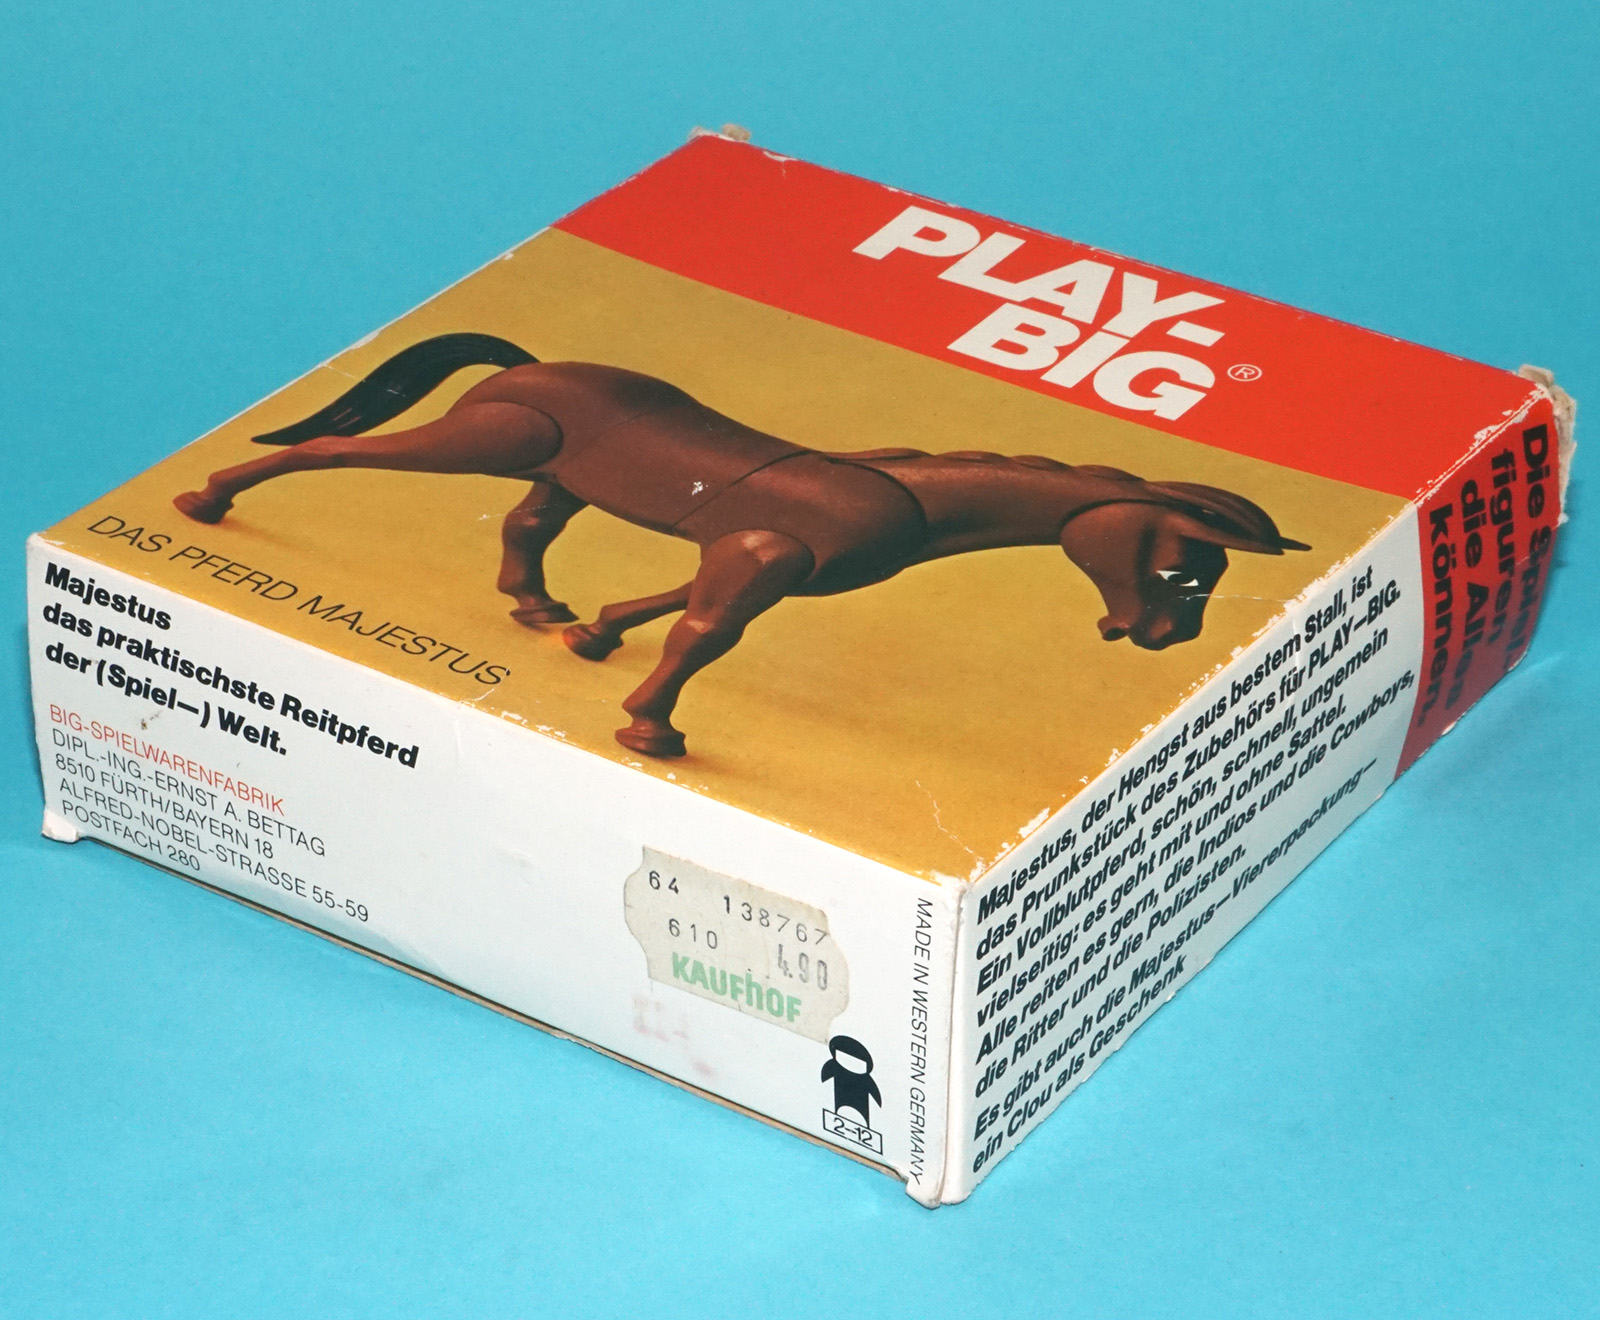 PLAY-
BIG®
DAS PFERD MAJESTUS
Majestus
das praktischste Reitpferd
der (Spiel—) Welt.
BIG-SPIELWARENFABRIK
DIPL.-ING.-ERNST A. BETTAG
8510 FÜRTH/BAYERN 18
ALFRED-NOBEL-STRASSE 55-59
POSTFACH 280
64 138767
610 4.90
KAUFhOF
2-12
MADE IN WESTERN GERMANY
Majestus, der Hengst aus bestem Stall, ist
das Prunkstück des Zubehörs für PLAY—BIG.
Ein Vollblutpferd, schön, schnell, ungemein
vielseitig: es geht mit und ohne Sattel.
Alle reiten es gern, die Indios und die Cowboys,
die Ritter und die Polizisten.
Es gibt auch die Majestus—Viererpackung—
ein Clou als Geschenk
Die
figuren
die Alles
können.